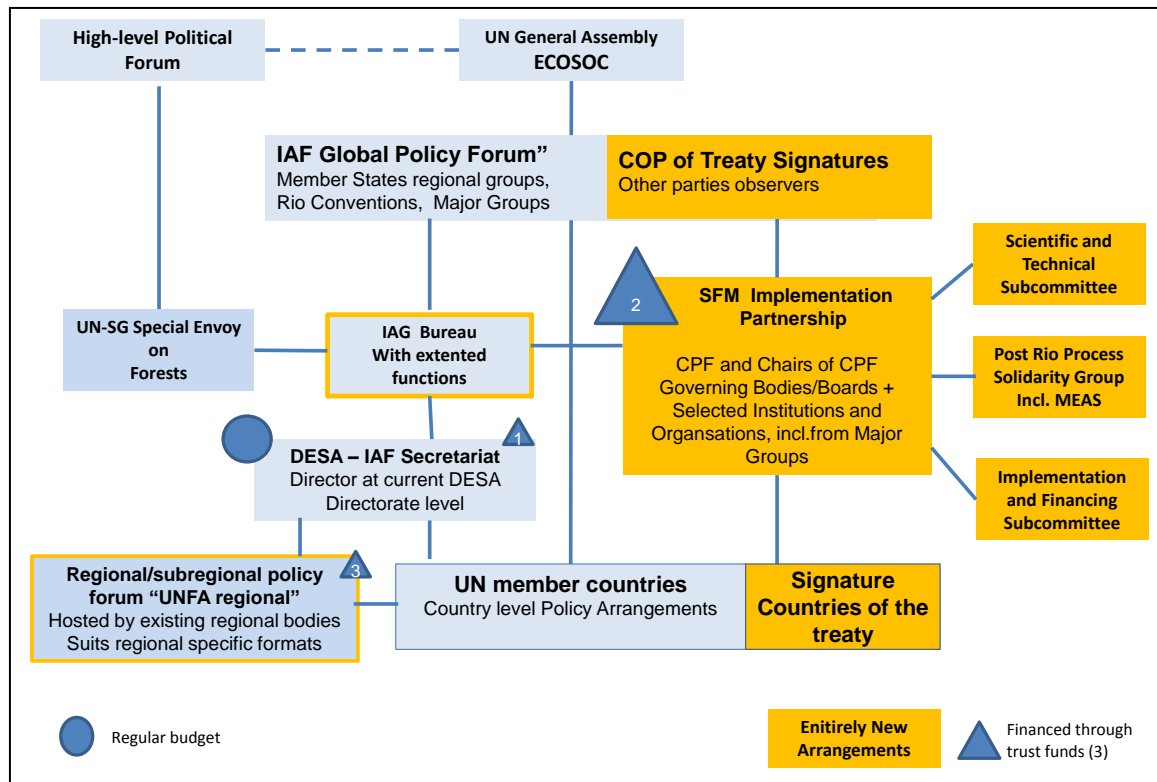 High-level Political
Forum
UN General Assembly
ECOSOC
IAF Global Policy Forum”
Member States regional groups,
Rio Conventions, Major Groups
COP of Treaty Signatures
Other parties observers
Scientific and
Technical
Subcommittee
2
SFM Implementation
Partnership
CPF and Chairs of CPF
Governing Bodies/Boards +
Selected Institutions and
Organsations, incl.from Major
Groups
UN-SG Special Envoy
on
Forests
IAG Bureau
With extented
functions
Post Rio Process
Solidarity Group
Incl. MEAS
1
DESA – IAF Secretariat
Director at current DESA
Directorate level
Implementation
and Financing
Subcommittee
3
Regional/subregional policy
forum “UNFA regional”
Hosted by existing regional bodies
Suits regional specific formats
UN member countries
Country level Policy Arrangements
Signature
Countries of the
treaty
Regular budget
Enitirely New
Arrangements
Financed through
trust funds (3)